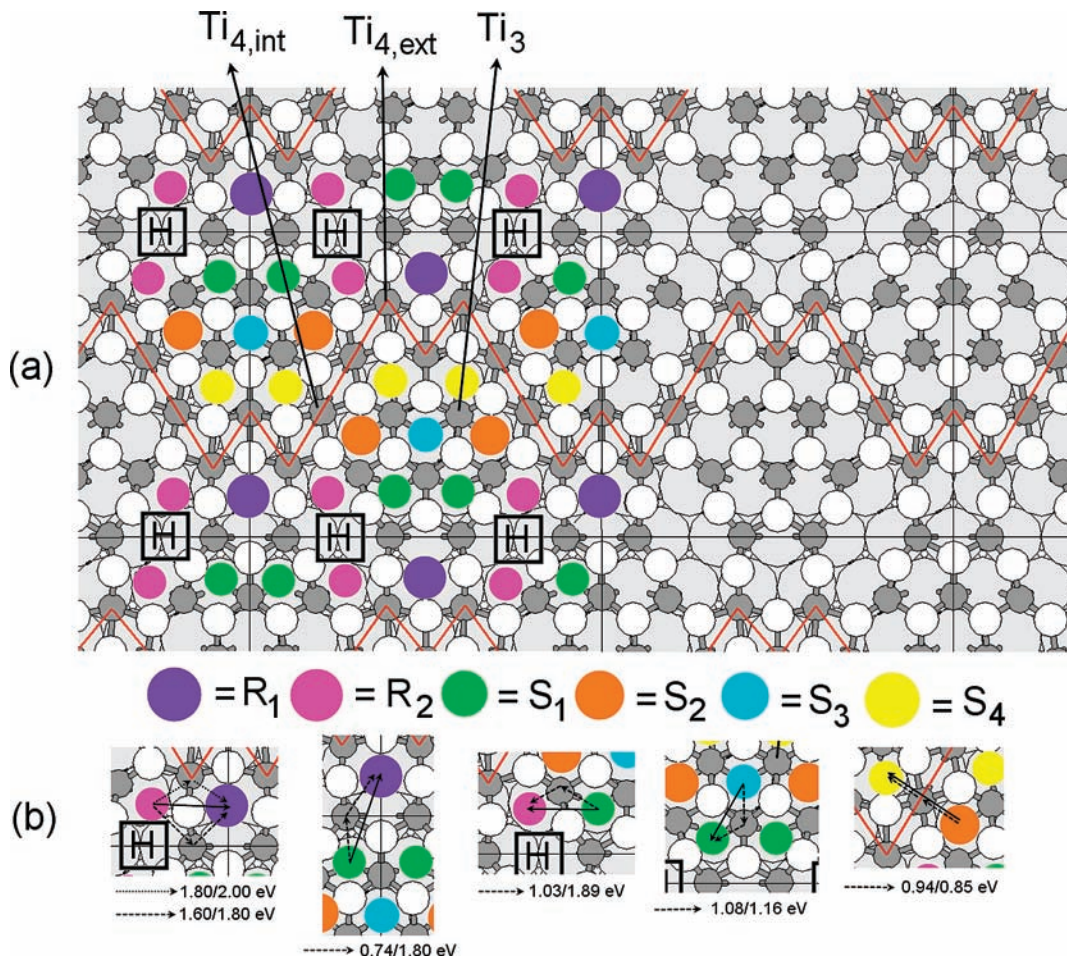 Ti4,int Ti4,ext Ti3
(a)
H H H
H H H
= R1 = R2 = S1 = S2 = S3 = S4
(b)
H H H
1.80/2.00 eV
1.60/1.80 eV
0.74/1.80 eV
1.03/1.89 eV
1.08/1.16 eV
0.94/0.85 eV